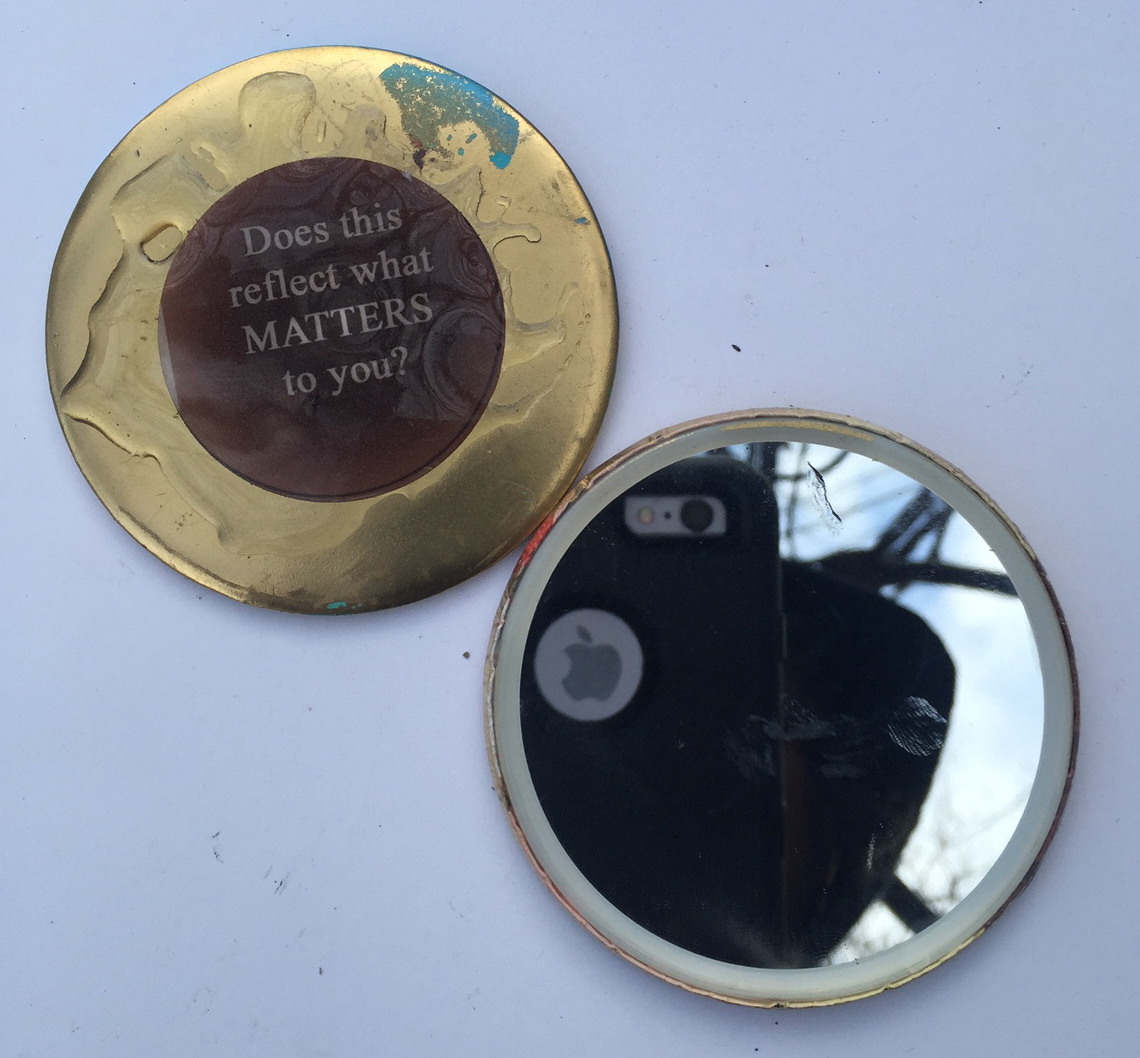 Does this
reflect what
MATTERS
to you?